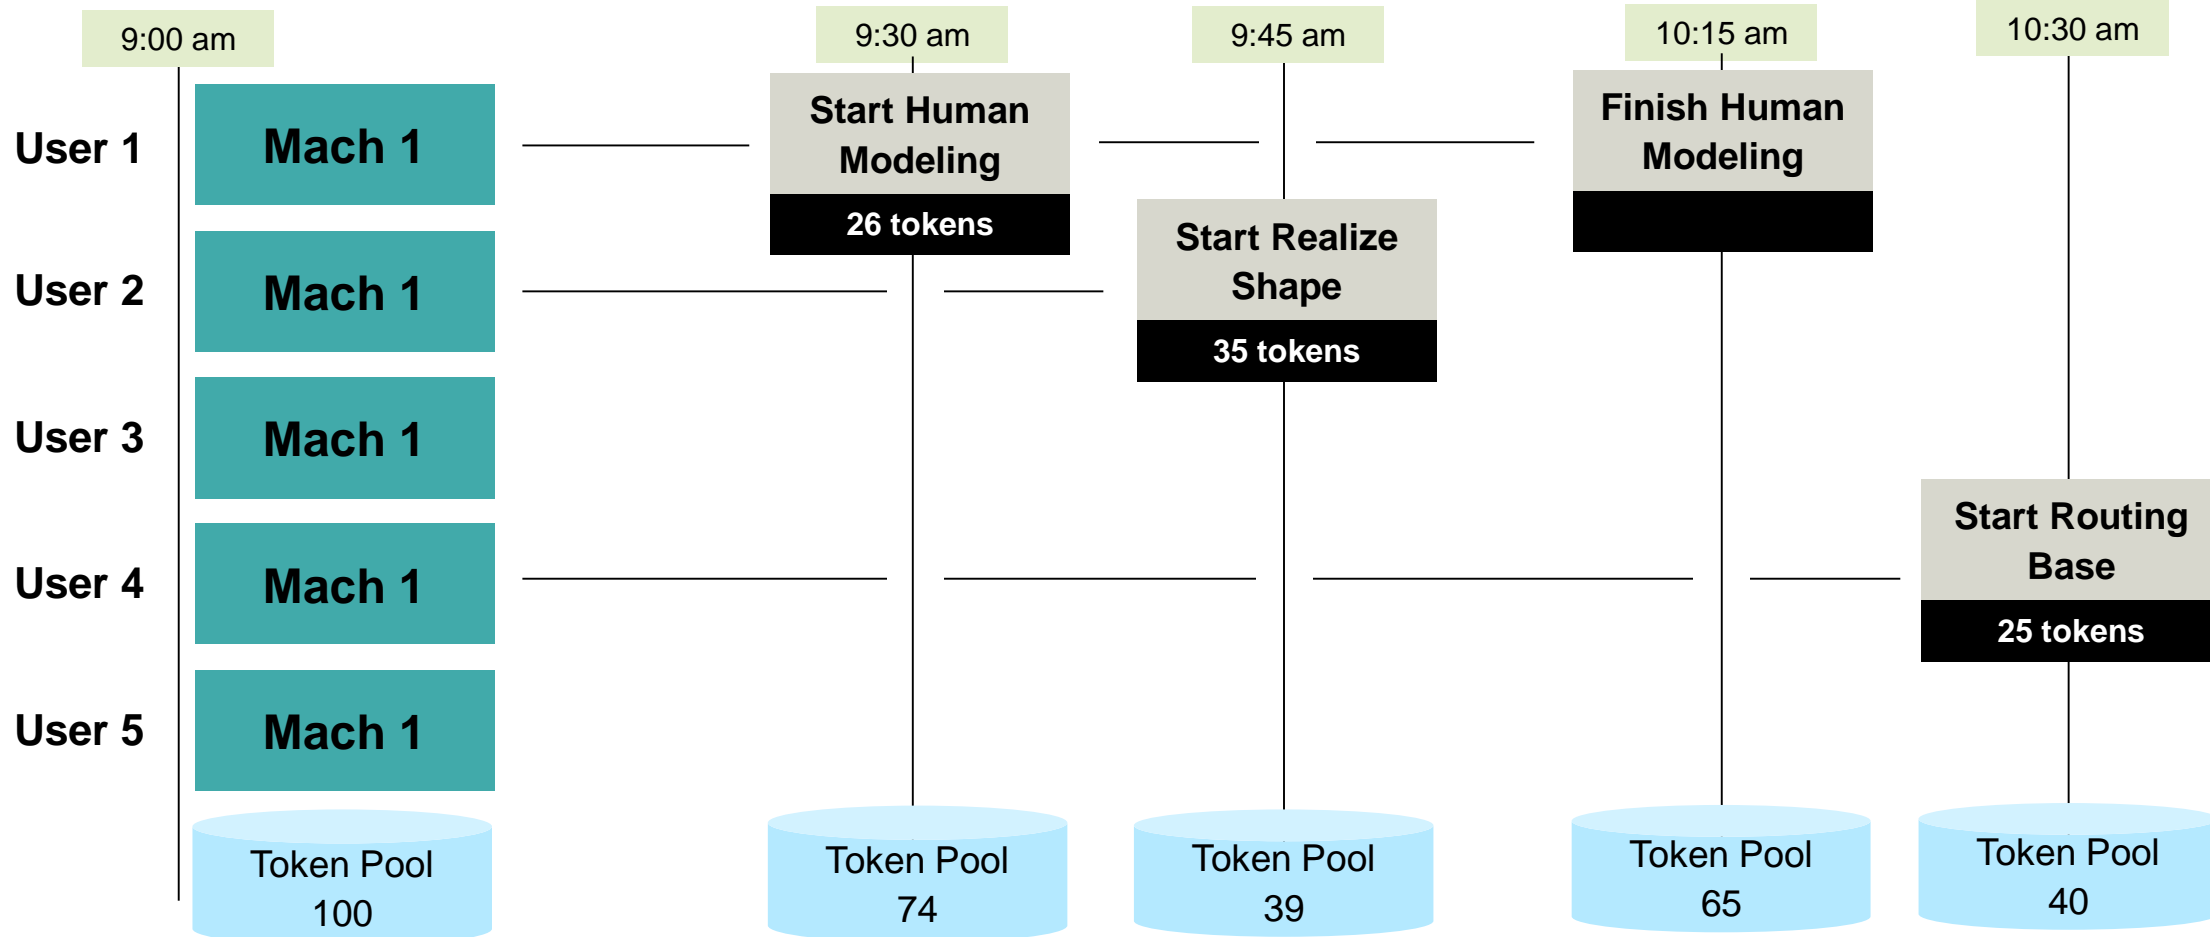 9:00 am
9:30 am
9:45 am
10:15 am
10:30 am
User 1
Mach 1
Start Human
Modeling
26 tokens
Finish Human
Modeling
User 2
Mach 1
Start Realize
Shape
35 tokens
User 3
Mach 1
User 4
Mach 1
Start Routing
Base
25 tokens
User 5
Mach 1
Token Pool
100
Token Pool
74
Token Pool
39
Token Pool
65
Token Pool
40